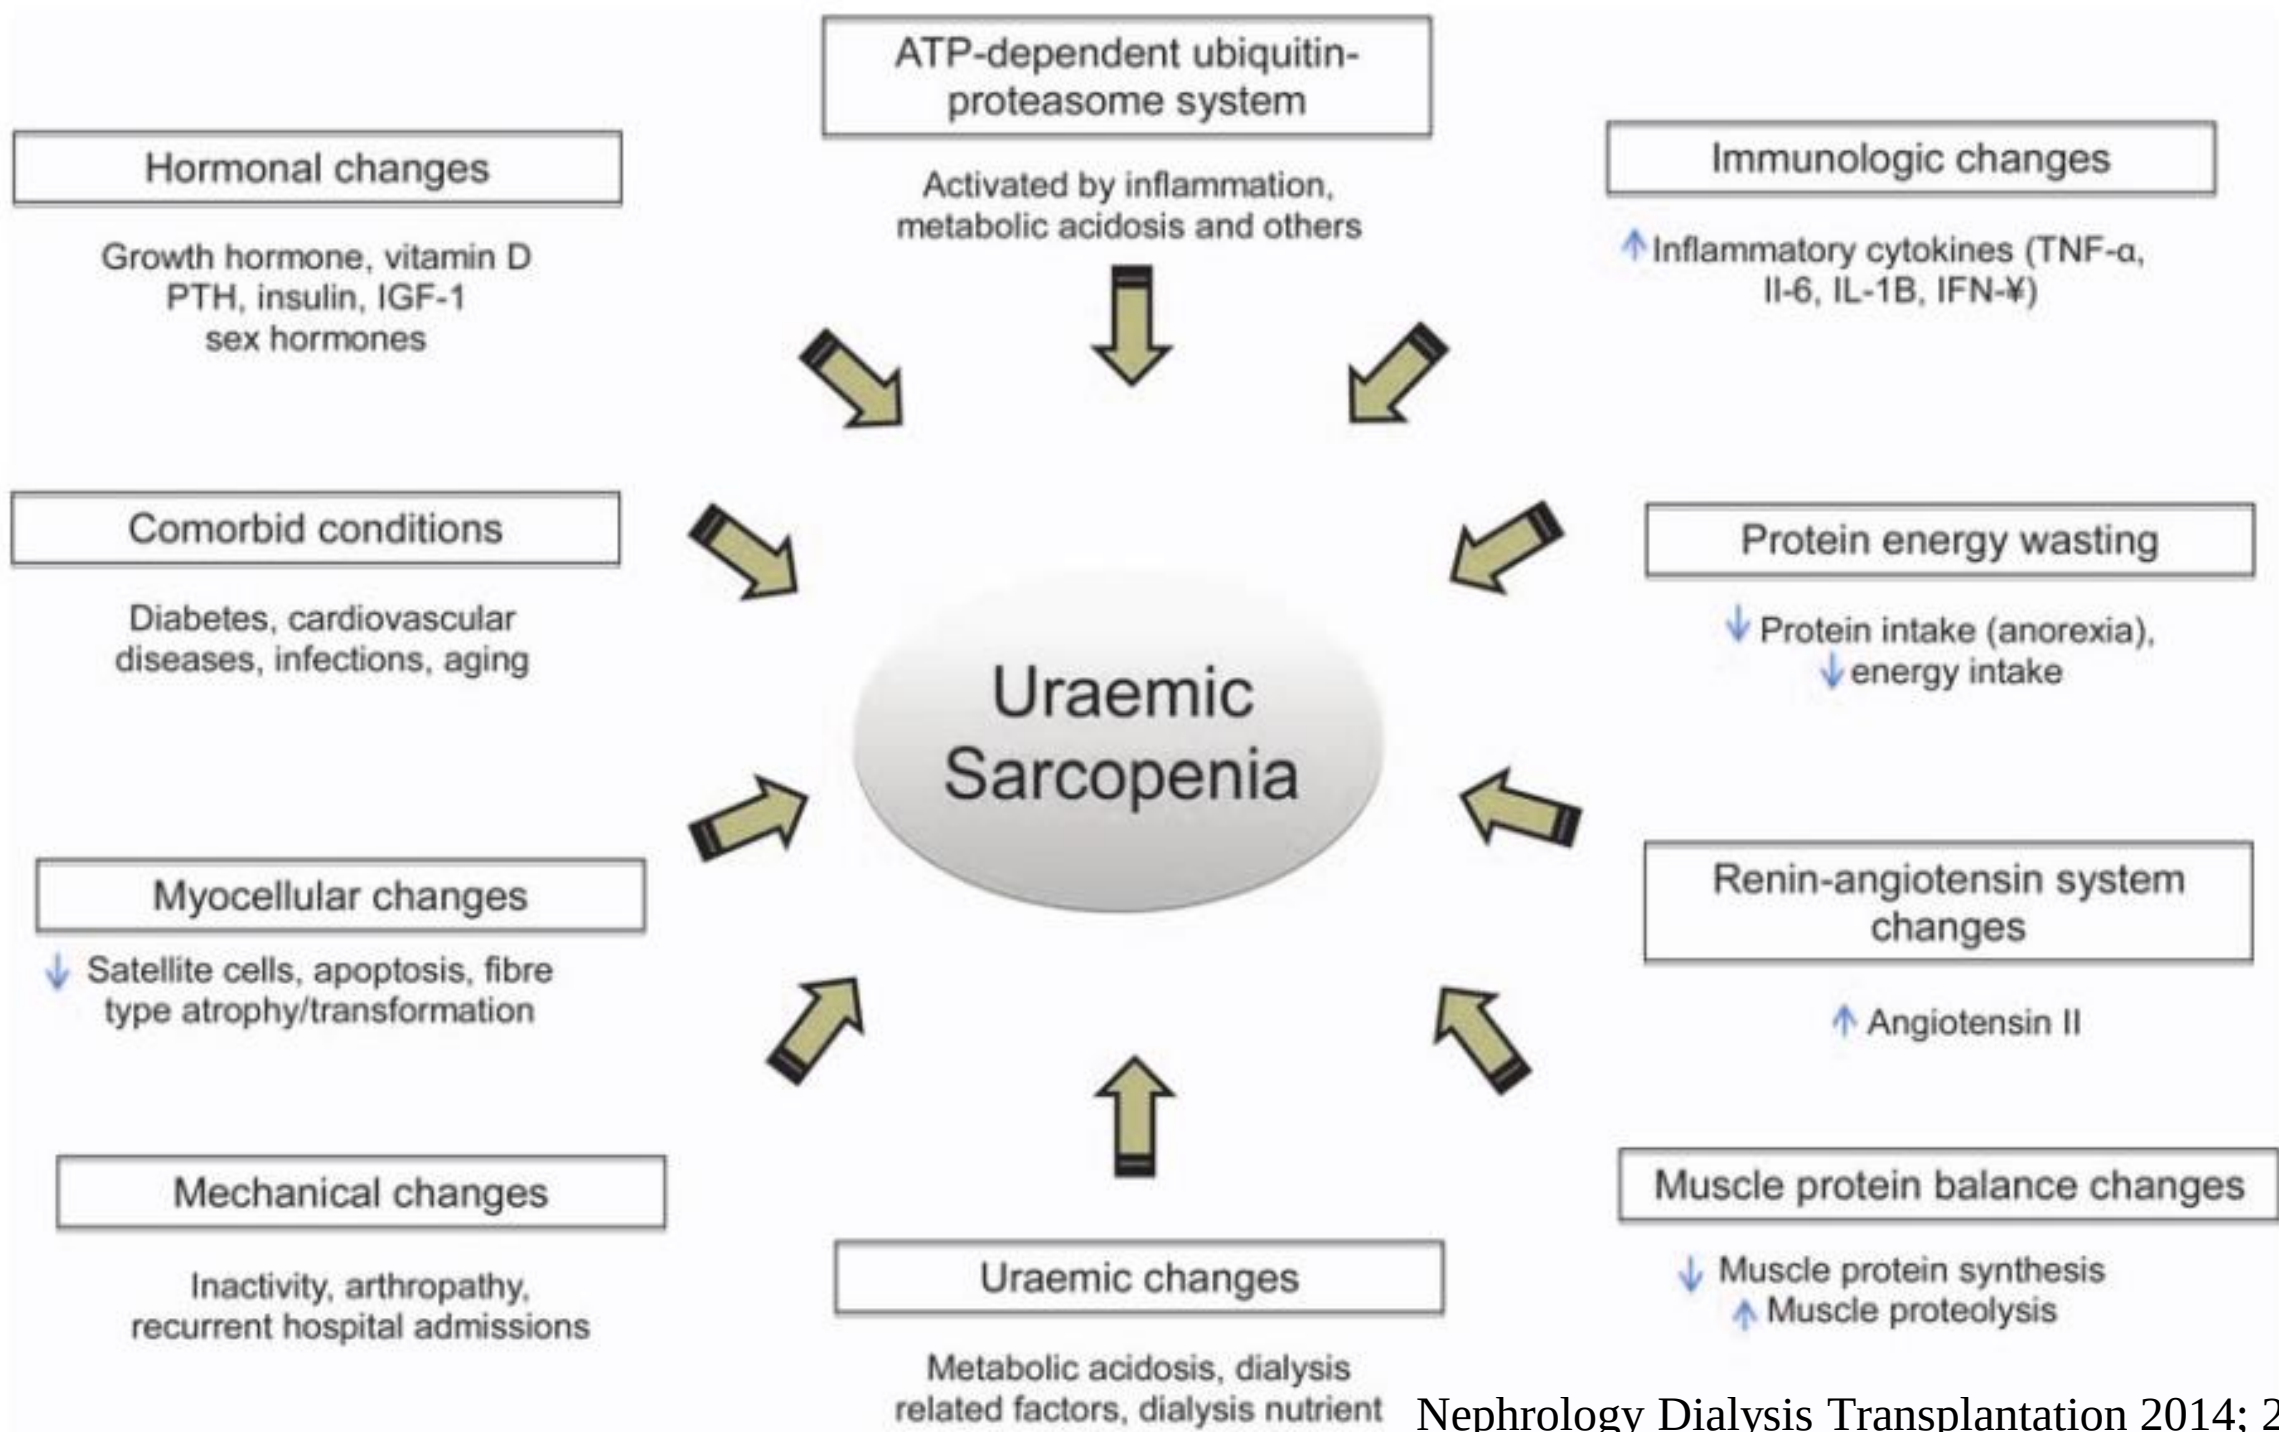 ATP-dependent ubiquitin-
proteasome system
Activated by inflammation,
metabolic acidosis and others
Hormonal changes
Growth hormone, vitamin D
PTH, insulin, IGF-1
sex hormones
Immunologic changes
↑ Inflammatory cytokines (TNF-α,
Il-6, IL-1B, IFN-¥)
Comorbid conditions
Diabetes, cardiovascular
diseases, infections, aging
Protein energy wasting
↓ Protein intake (anorexia),
↓ energy intake
Uraemic
Sarcopenia
Myocellular changes
↓ Satellite cells, apoptosis, fibre
type atrophy/transformation
Renin-angiotensin system
changes
↑ Angiotensin II
Mechanical changes
Inactivity, arthropathy,
recurrent hospital admissions
Muscle protein balance changes
↓ Muscle protein synthesis
↑ Muscle proteolysis
Uraemic changes
Metabolic acidosis, dialysis
related factors, dialysis nutrient
Nephrology Dialysis Transplantation 2014;